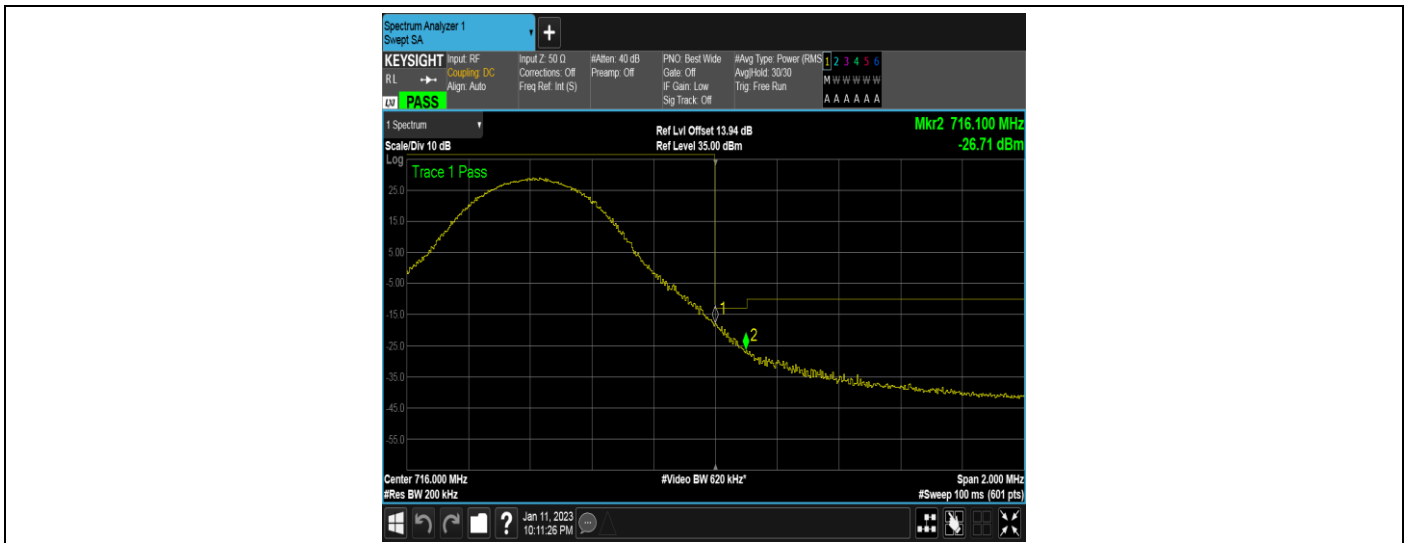 Spectrum Analyzer 1
Swept SA
+
KEYSIGHT Input: RF Input Z: 50 Ω #Atten: 40 dB PNO: Best Wide #Avg Type: Power (RMS 1 2 3 4 5 6
RL Coupling: DC Corrections: Off Preamp: Off Gate: Off Avg|Hold: 30/30 M W W W W W
Align: Auto Freq Ref: Int (S) IF Gain: Low Trig: Free Run
LXI PASS Sig Track: Off A A A A A A
1 Spectrum Ref Lvl Offset 13.94 dB Mkr2 716.100 MHz
Scale/Div 10 dB Ref Level 35.00 dBm -26.71 dBm
Log
Trace 1 Pass
25.0
15.0
5.00
-5.00
1
-15.0
2
-25.0
-35.0
-45.0
-55.0
Center 716.000 MHz #Video BW 620 kHz* Span 2.000 MHz
#Res BW 200 kHz #Sweep 100 ms (601 pts)
? Jan 11, 2023
10:11:26 PM